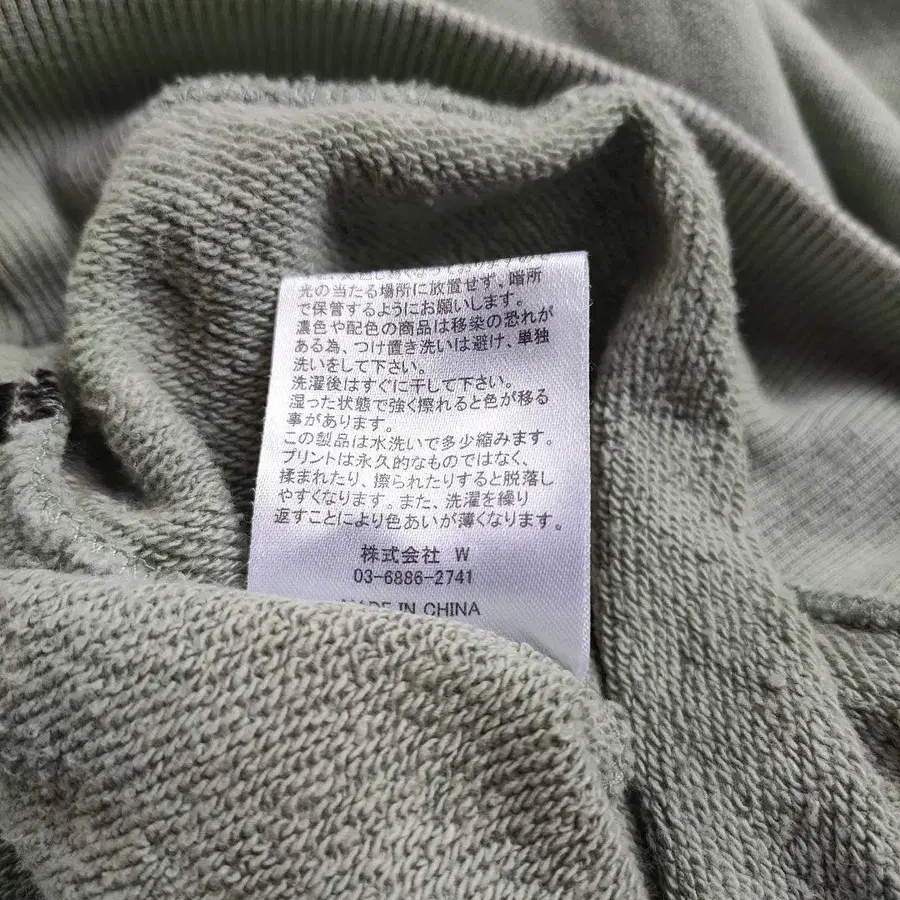 光の当たる場所に放置せず、暗所
で保管するようにお願いします。
濃色や配色の商品は移染の恐れが
ある為、つけ置き洗いは避け、単独
洗いをして下さい。
洗濯後はすぐに干して下さい。
湿った状態で強く擦れると色が移る
事があります。
この製品は水洗いで多少縮みます。
プリントは永久的なものではなく、
揉まれたり、擦られたりすると脱落し
やすくなります。また、洗濯を繰り
返すことにより色あいが薄くなります。
株式会社 W
03-6886-2741
MADE IN CHINA